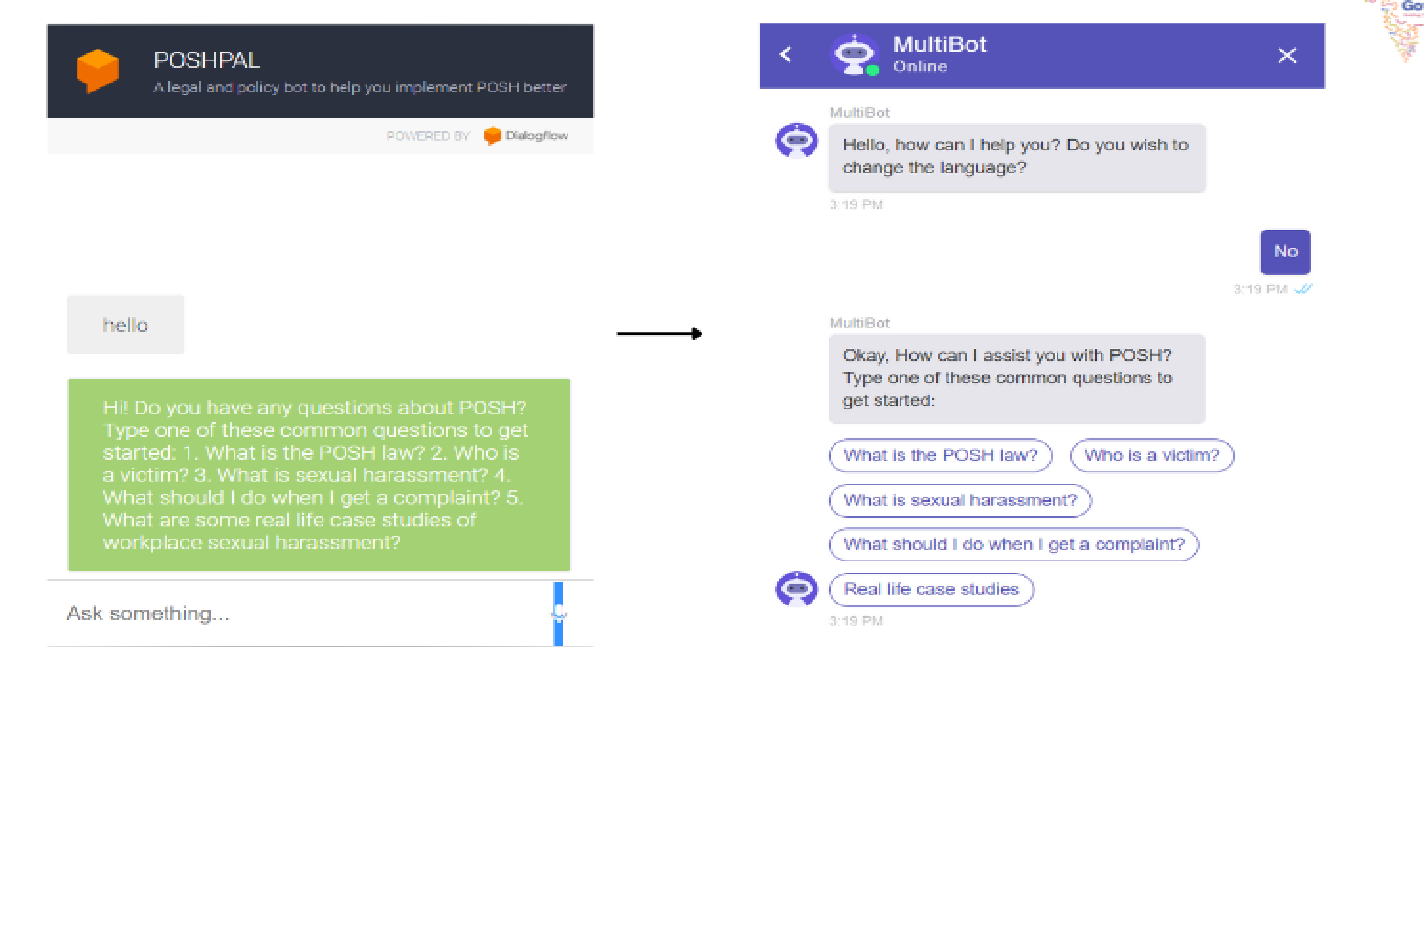 POSHPAL
A legal and policy bot to help you implement POSH better
POWERED BY Dialogflow
hello
Hi! Do you have any questions about POSH?
Type one of these common questions to get
started: 1. What is the POSH law? 2. Who is
a victim? 3. What is sexual harassment? 4.
What should I do when I get a complaint? 5.
What are some real life case studies of
workplace sexual harassment?
Ask something...
MultiBot
Online
MultiBot
Hello, how can I help you? Do you wish to
change the language?
3:19 PM
No
3:19 PM
MultiBot
Okay, How can I assist you with POSH?
Type one of these common questions to
get started:
What is the POSH law? Who is a victim?
What is sexual harassment?
What should I do when I get a complaint?
Real life case studies
3:19 PM